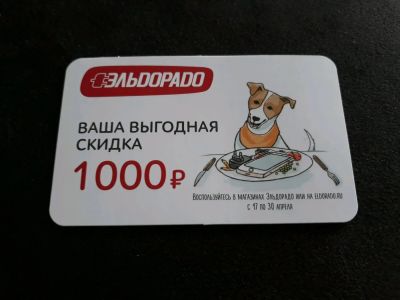 ЭЛЬДОРАДО
ВАША ВЫГОДНАЯ
СКИДКА
1000 ₽
Воспользуйтесь в магазинах Эльдорадо или на eldorado.ru
с 17 по 30 апреля